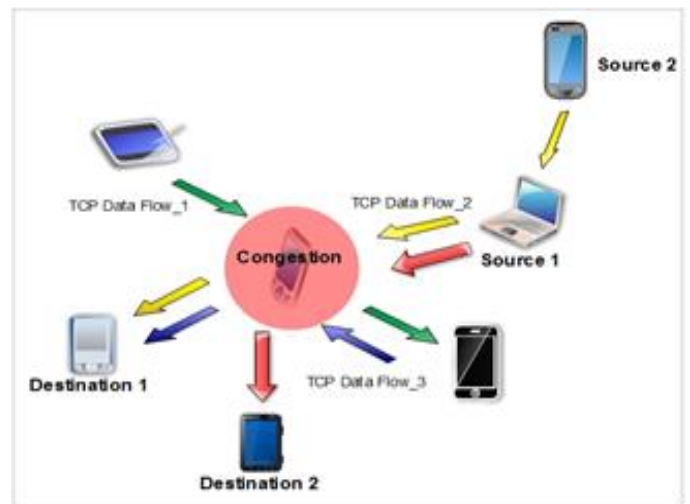 Source 2
TCP Data Flow_1
TCP Data Flow_2
Congestion
Source 1
Destination 1
TCP Data Flow_3
Destination 2